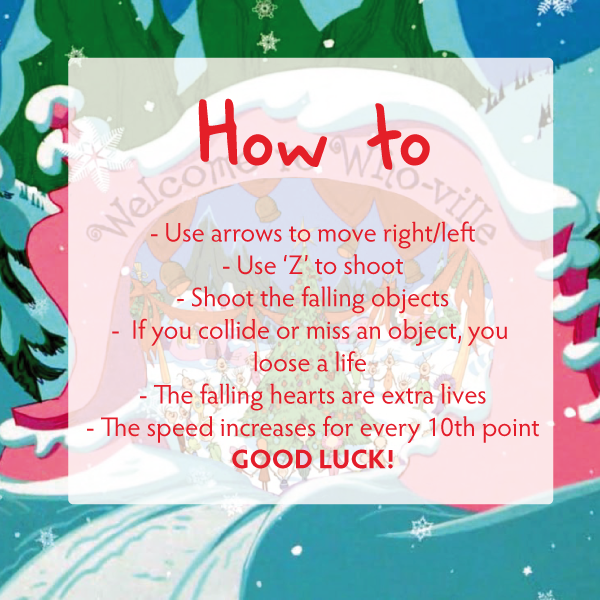 Welcome to Who-ville
How to
- Use arrows to move right/left
- Use ‘Z’ to shoot
- Shoot the falling objects
- If you collide or miss an object, you
loose a life
- The falling hearts are extra lives
- The speed increases for every 10th point
GOOD LUCK!